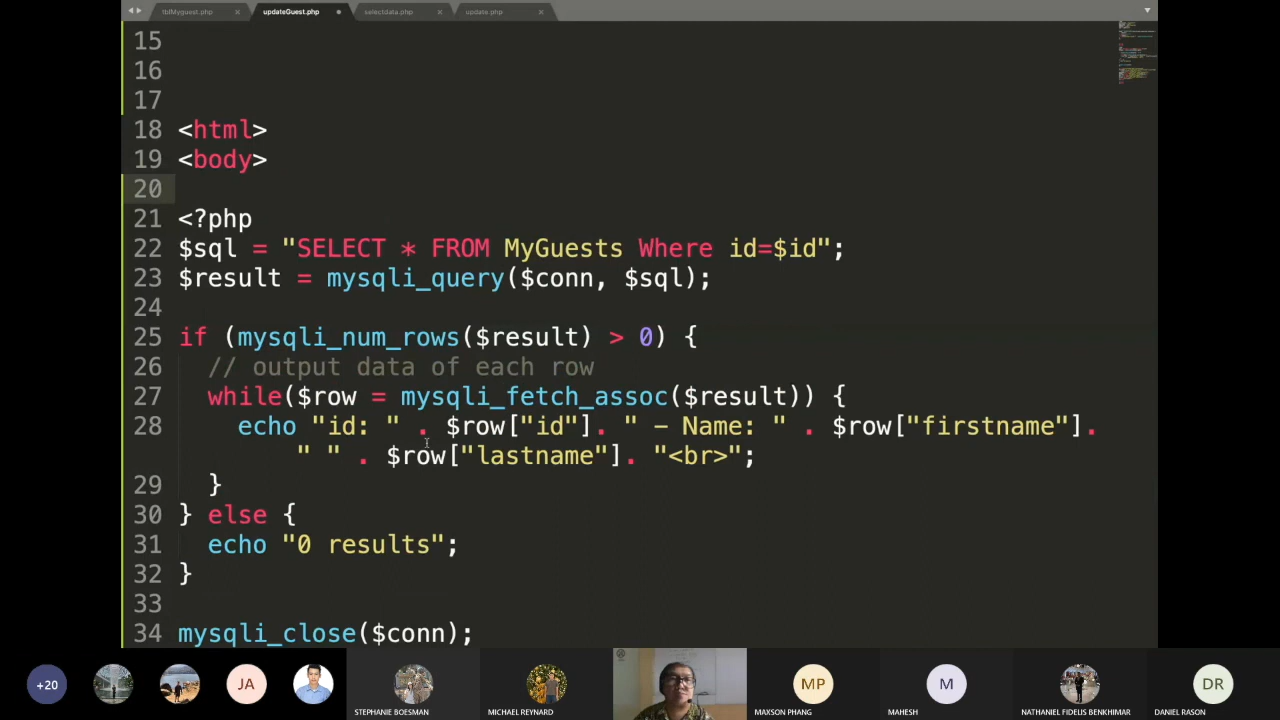 tblMyguest.php × updateGuest.php selectdata.php × update.php ×
15
16
17
18 <html>
19 <body>
20
21 <?php
22 $sql = "SELECT * FROM MyGuests Where id=$id";
23 $result = mysqli_query($conn, $sql);
24
25 if (mysqli_num_rows($result) > 0) {
26 // output data of each row
27 while($row = mysqli_fetch_assoc($result)) {
28 echo "id: " . $row["id"]. " - Name: " . $row["firstname"].
" " . $row["lastname"]. "<br>";
29 }
30 } else {
31 echo "0 results";
32 }
33
34 mysqli_close($conn);
+20 JA MP M DR
STEPHANIE BOESMAN MICHAEL REYNARD MAXSON PHANG MAHESH NATHANIEL FIDELIS BENKHIMAR DANIEL RASON